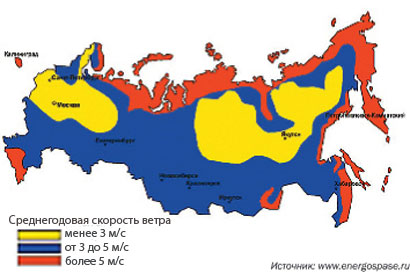 Калининград
Санкт-Петербург
Москва
Екатеринбург
Новосибирск
Красноярск
Иркутск
Якутск
Петропавловск-Камчатский
Хабаровск
Среднегодовая скорость ветра
менее 3 м/с
от 3 до 5 м/с
более 5 м/с
Источник: www.energospase.ru